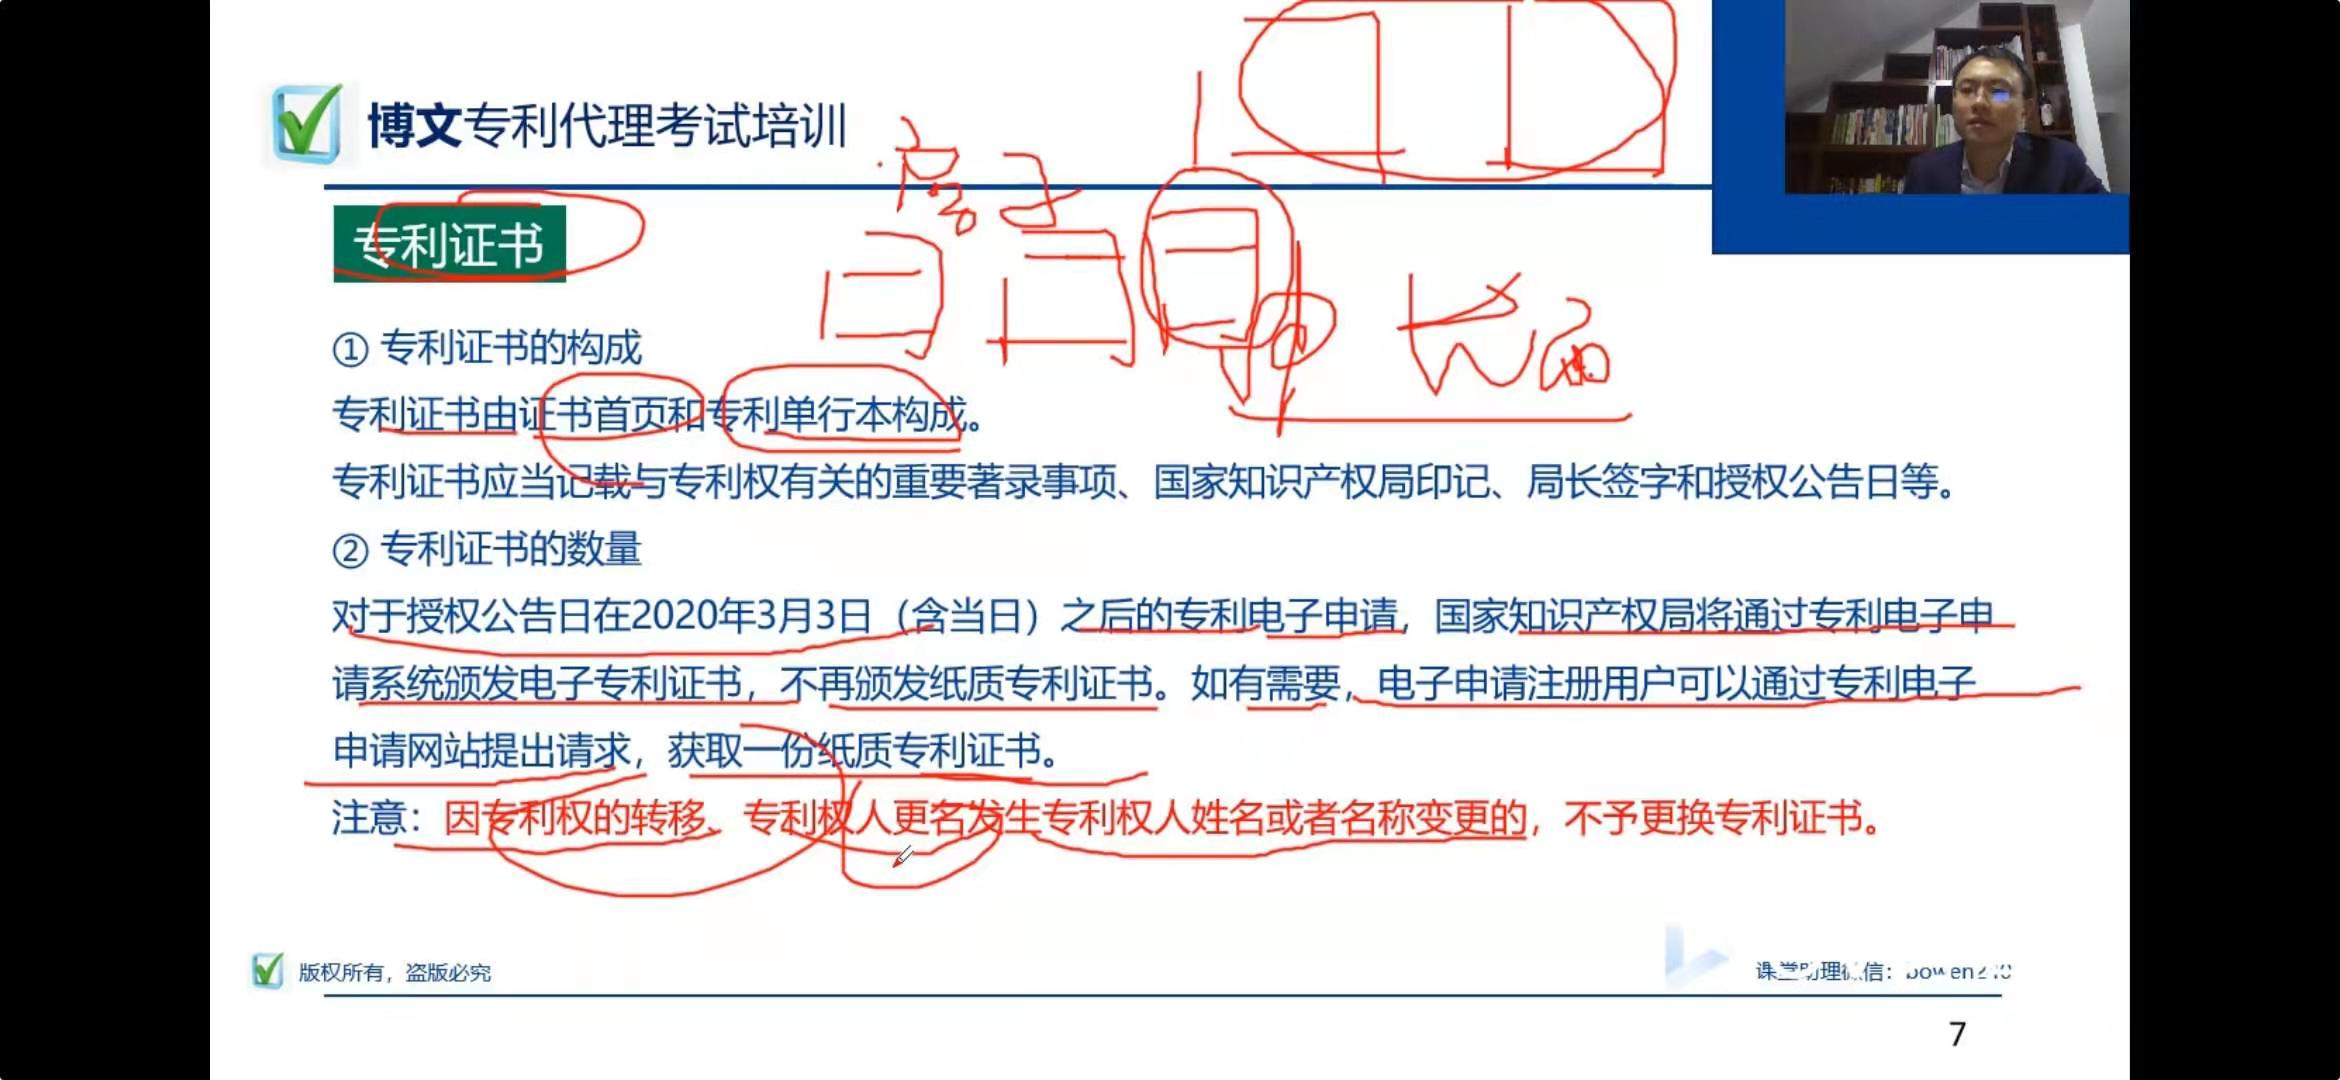 博文专利代理考试培训
专利证书
① 专利证书的构成
专利证书由证书首页和专利单行本构成。
专利证书应当记载与专利权有关的重要著录事项、国家知识产权局印记、局长签字和授权公告日等。
② 专利证书的数量
对于授权公告日在2020年3月3日（含当日）之后的专利电子申请，国家知识产权局将通过专利电子申
请系统颁发电子专利证书，不再颁发纸质专利证书。如有需要，电子申请注册用户可以通过专利电子
申请网站提出请求，获取一份纸质专利证书。
注意：因专利权的转移、专利权人更名发生专利权人姓名或者名称变更的，不予更换专利证书。
版权所有，盗版必究
课堂助理微信：
7